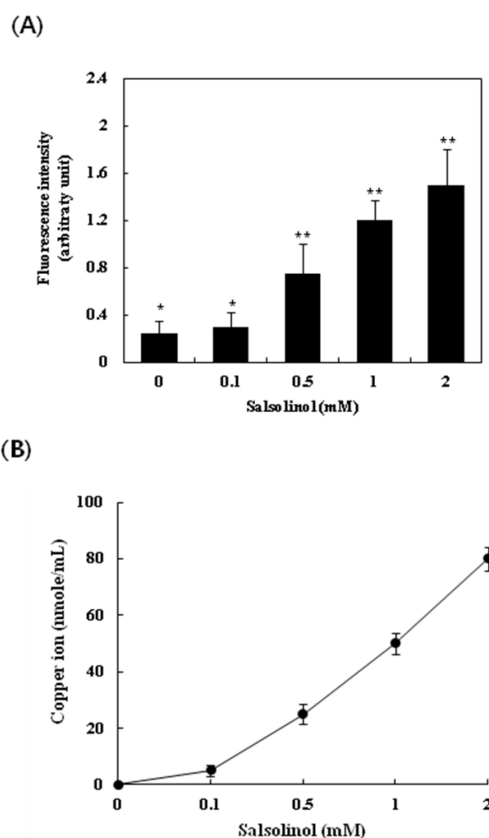 (A)
Fluorescence intensity
(arbitraty unit)
2.4
2
1.6
1.2
0.8
0.4
0
* * ** ** **
0 0.1 0.5 1 2
Salsolinol (mM)
(B)
Copper ion (nmole/mL)
100
80
60
40
20
0
0 0.1 0.5 1 2
Salsolinol (mM)